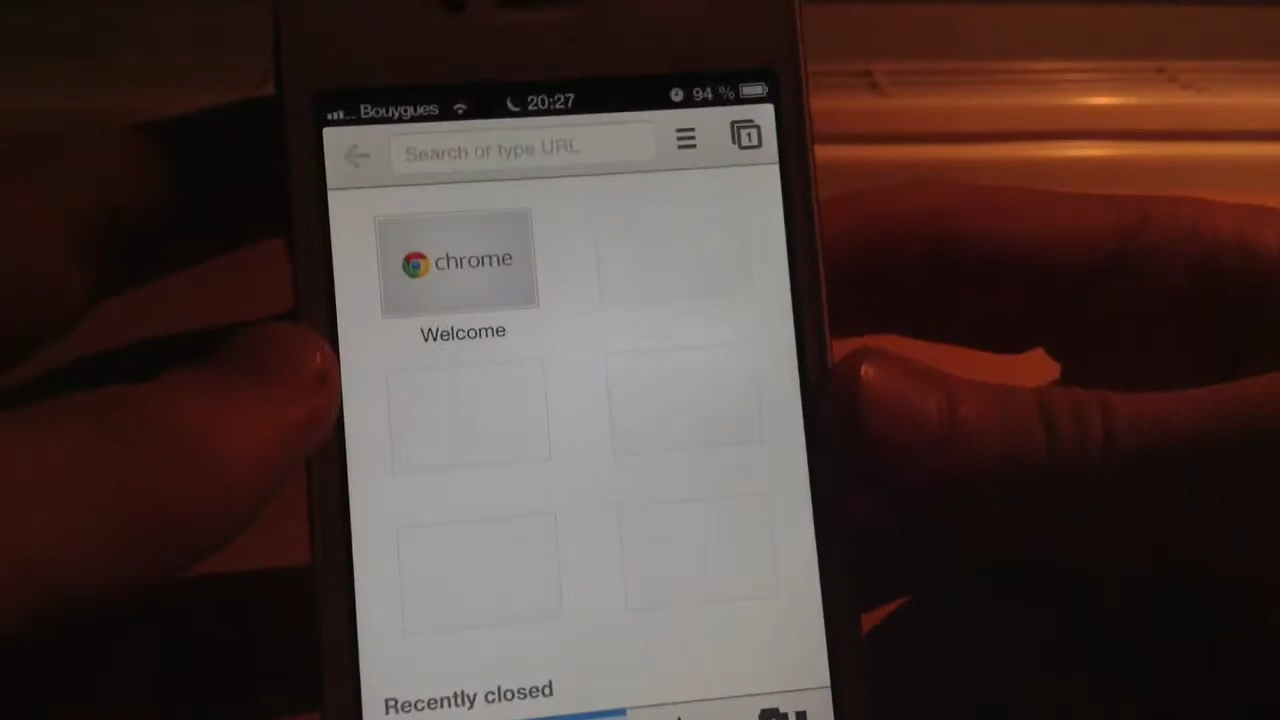 Bouygues 20:27 94 %
Search or type URL 1
chrome
Welcome
Recently closed